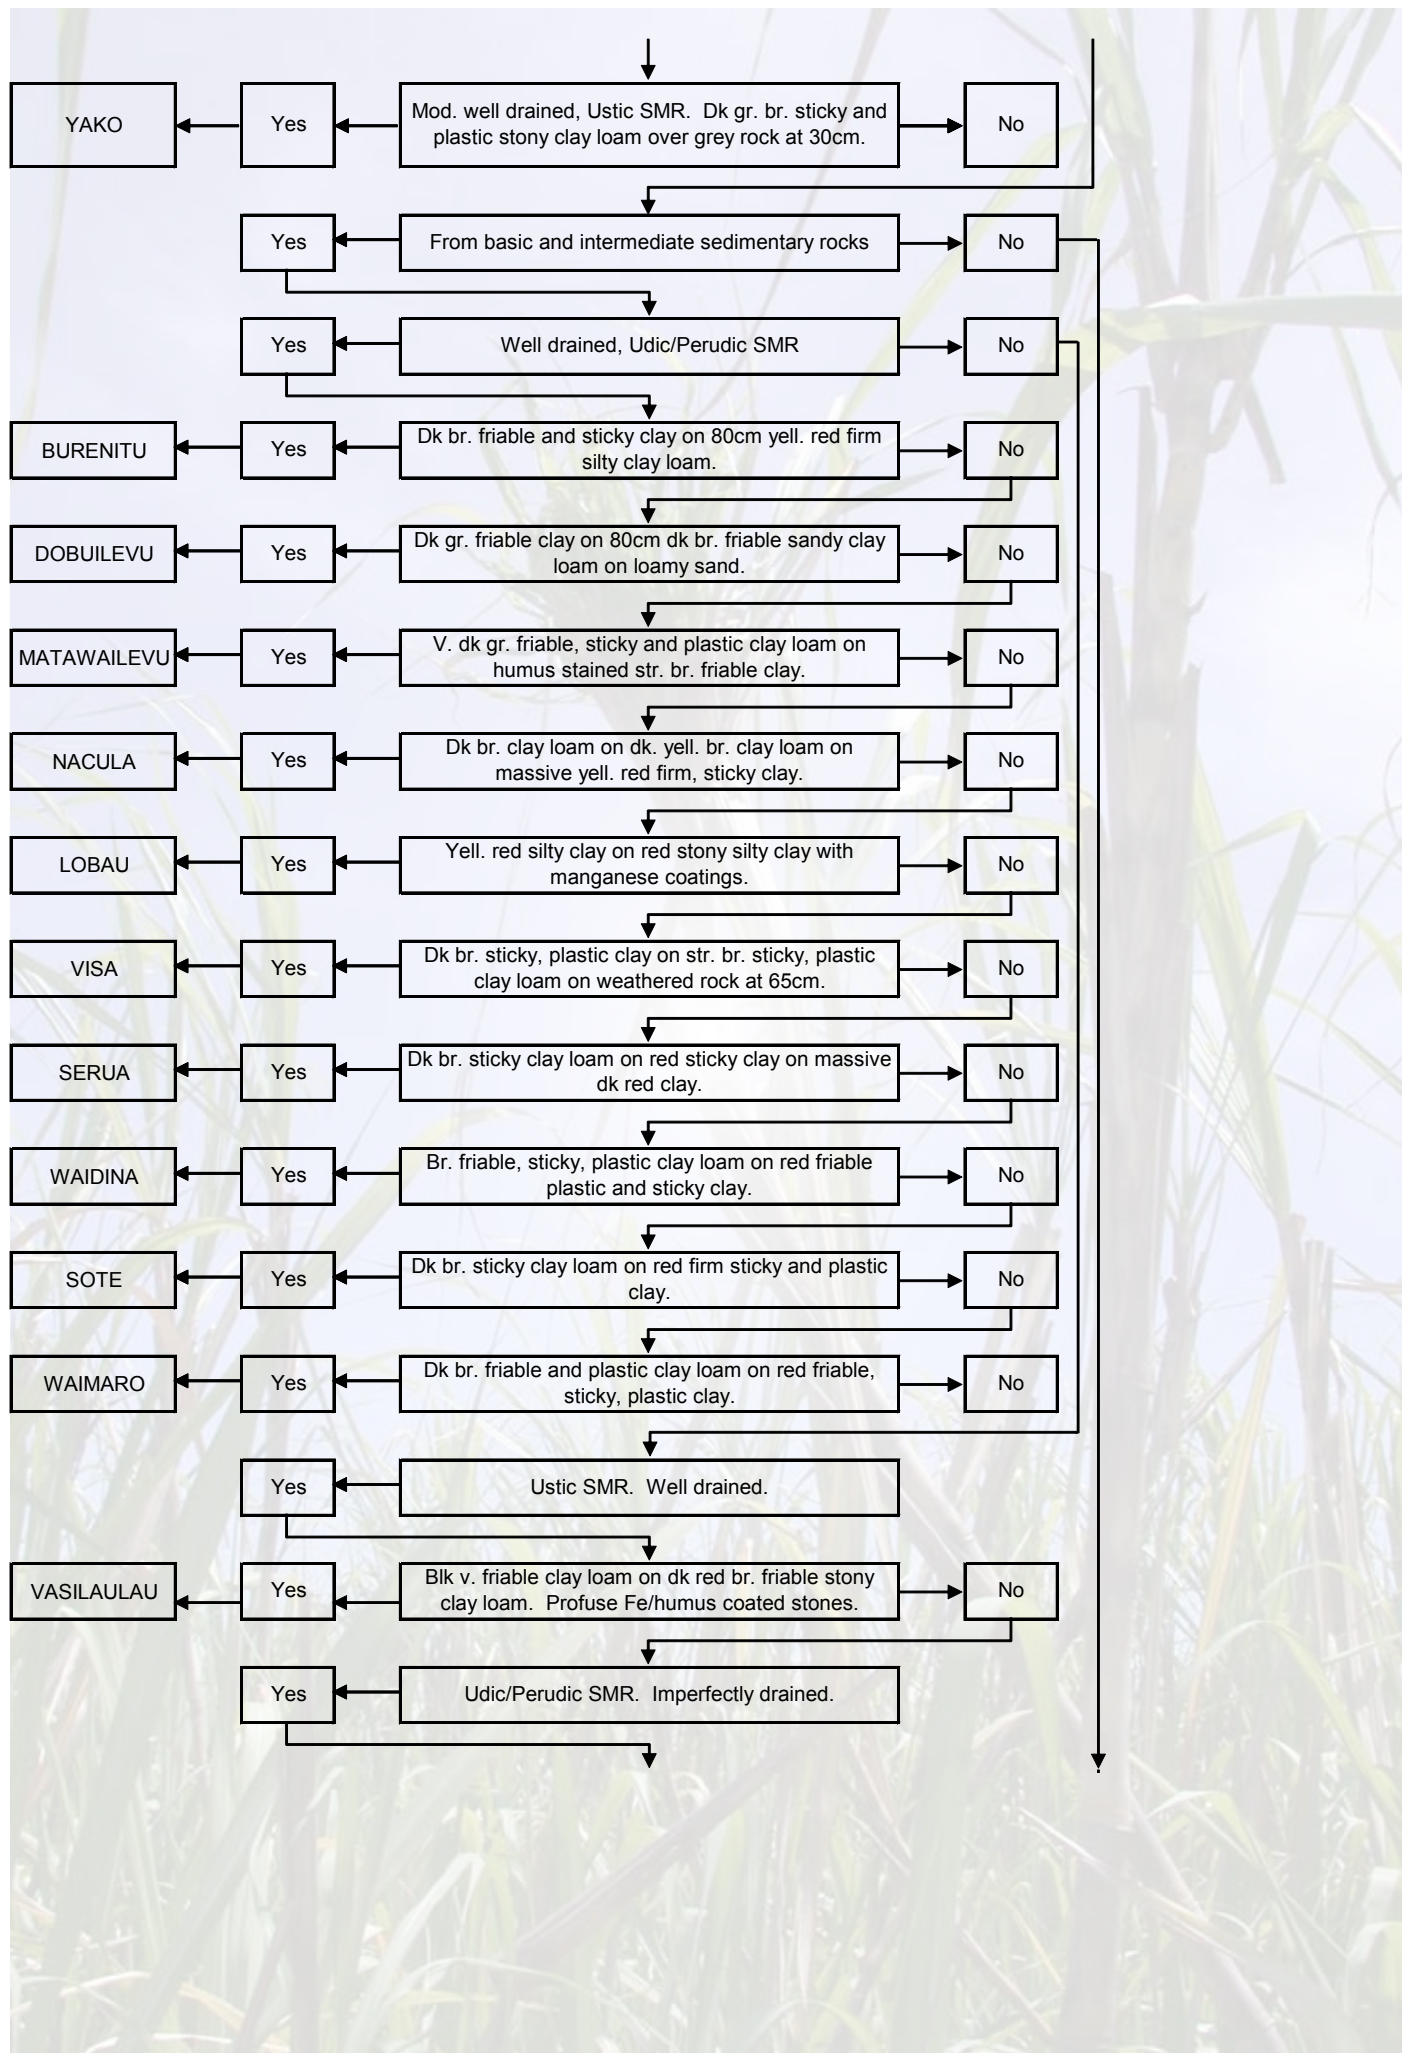 YAKO
Yes
Mod. well drained, Ustic SMR.  Dk gr. br. sticky and
plastic stony clay loam over grey rock at 30cm.
No
Yes
From basic and intermediate sedimentary rocks
No
Yes
Well drained, Udic/Perudic SMR
No
BURENITU
Yes
Dk br. friable and sticky clay on 80cm yell. red firm
silty clay loam.
No
DOBUILEVU
Yes
Dk gr. friable clay on 80cm dk br. friable sandy clay
loam on loamy sand.
No
MATAWAILEVU
Yes
V. dk gr. friable, sticky and plastic clay loam on
humus stained str. br. friable clay.
No
NACULA
Yes
Dk br. clay loam on dk. yell. br. clay loam on
massive yell. red firm, sticky clay.
No
LOBAU
Yes
Yell. red silty clay on red stony silty clay with
manganese coatings.
No
VISA
Yes
Dk br. sticky, plastic clay on str. br. sticky, plastic
clay loam on weathered rock at 65cm.
No
SERUA
Yes
Dk br. sticky clay loam on red sticky clay on massive
dk red clay.
No
WAIDINA
Yes
Br. friable, sticky, plastic clay loam on red friable
plastic and sticky clay.
No
SOTE
Yes
Dk br. sticky clay loam on red firm sticky and plastic
clay.
No
WAIMARO
Yes
Dk br. friable and plastic clay loam on red friable,
sticky, plastic clay.
No
Yes
Ustic SMR.  Well drained.
VASILAULAU
Yes
Blk v. friable clay loam on dk red br. friable stony
clay loam.  Profuse Fe/humus coated stones.
No
Yes
Udic/Perudic SMR.  Imperfectly drained.